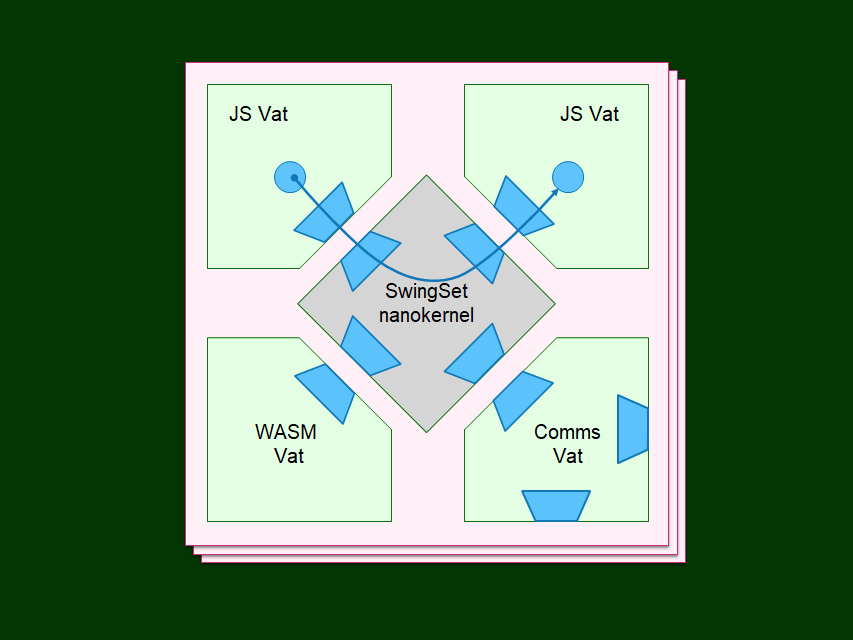 JS Vat
JS Vat
SwingSet
nanokernel
WASM
Vat
Comms
Vat